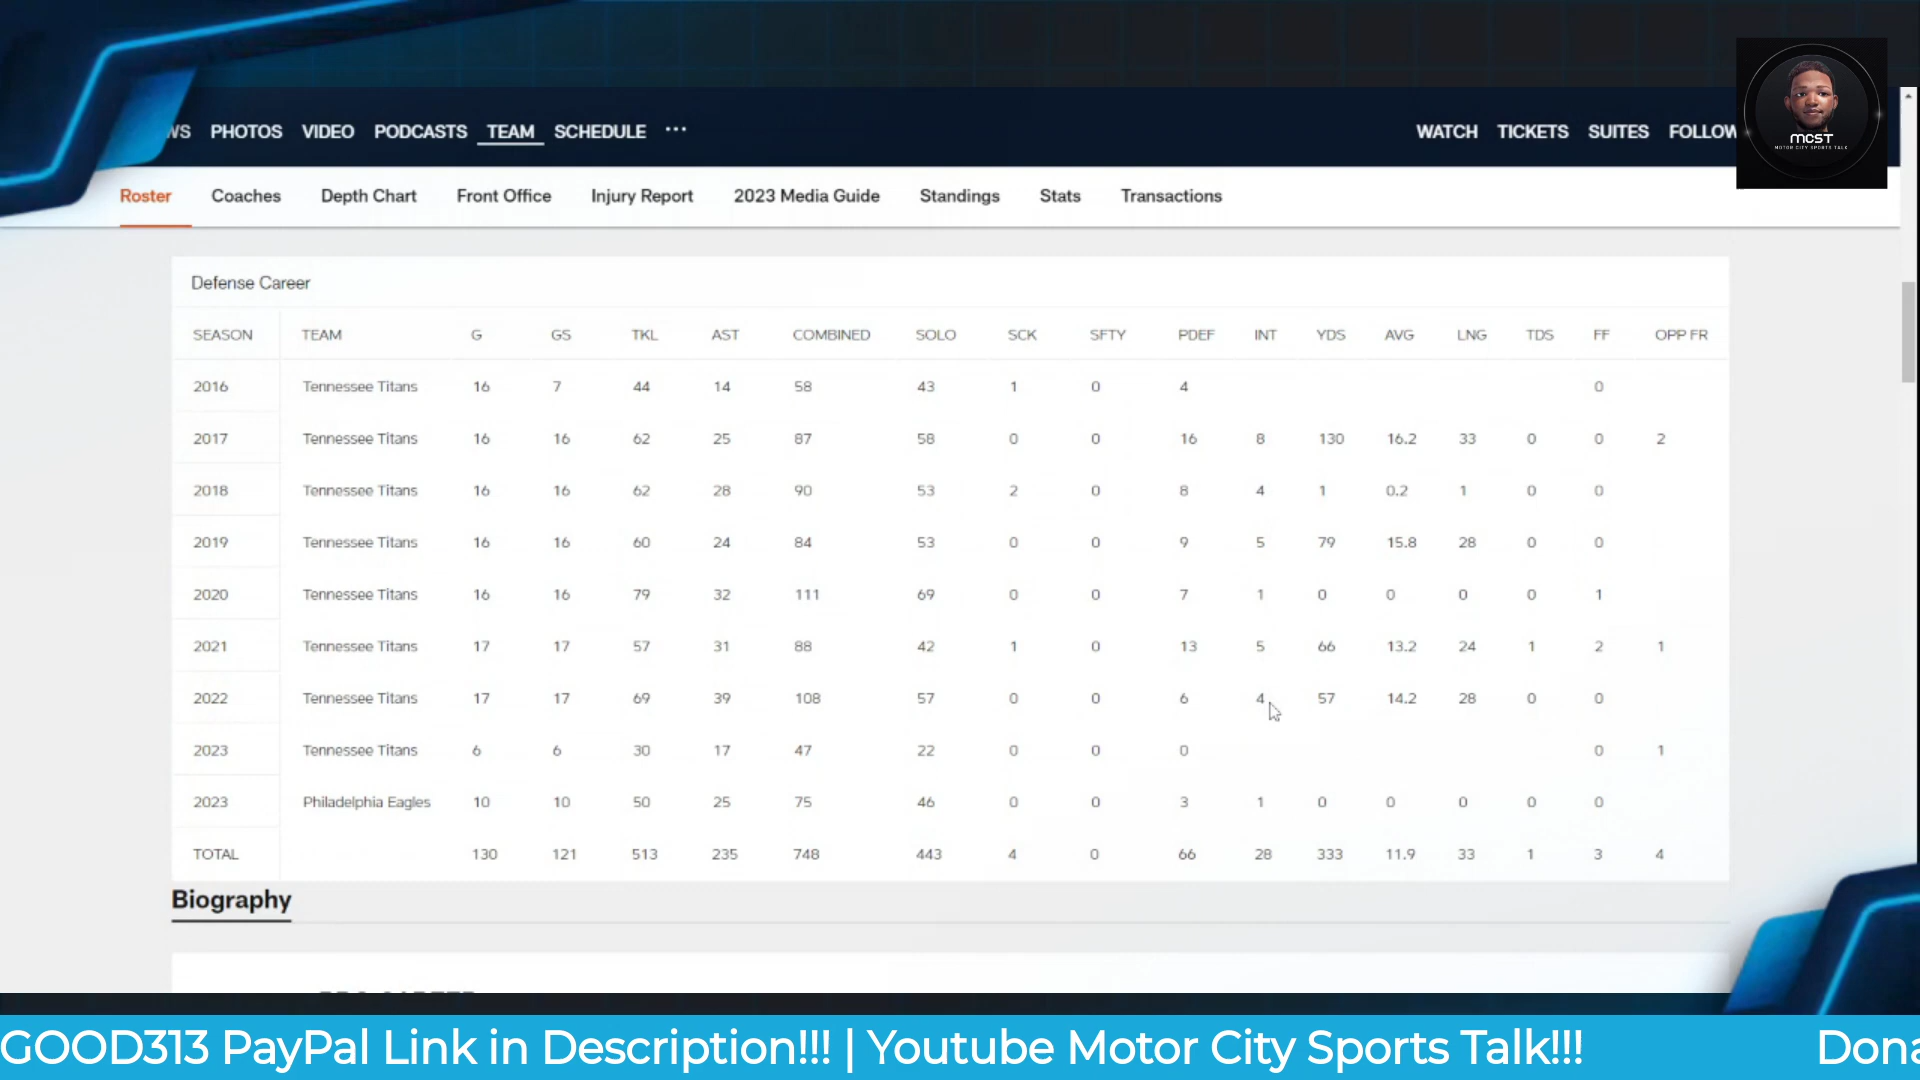 WS PHOTOS VIDEO PODCASTS TEAM SCHEDULE ... WATCH TICKETS SUITES FOLLOW
MCST
MOTOR CITY SPORTS TALK
Roster Coaches Depth Chart Front Office Injury Report 2023 Media Guide Standings Stats Transactions
Defense Career
SEASON TEAM G GS TKL AST COMBINED SOLO SCK SFTY PDEF INT YDS AVG LNG TDS FF OPP FR
2016 Tennessee Titans 16 7 44 14 58 43 1 0 4 0
2017 Tennessee Titans 16 16 62 25 87 58 0 0 16 8 130 16.2 33 0 0 2
2018 Tennessee Titans 16 16 62 28 90 53 2 0 8 4 1 0.2 1 0 0
2019 Tennessee Titans 16 16 60 24 84 53 0 0 9 5 79 15.8 28 0 0
2020 Tennessee Titans 16 16 79 32 111 69 0 0 7 1 0 0 0 0 1
2021 Tennessee Titans 17 17 57 31 88 42 1 0 13 5 66 13.2 24 1 2 1
2022 Tennessee Titans 17 17 69 39 108 57 0 0 6 4 57 14.2 28 0 0
2023 Tennessee Titans 6 6 30 17 47 22 0 0 0 0 1
2023 Philadelphia Eagles 10 10 50 25 75 46 0 0 3 1 0 0 0 0 0
TOTAL 130 121 513 235 748 443 4 0 66 28 333 11.9 33 1 3 4
Biography
GOOD313 PayPal Link in Description!!! | Youtube Motor City Sports Talk!!! Dona